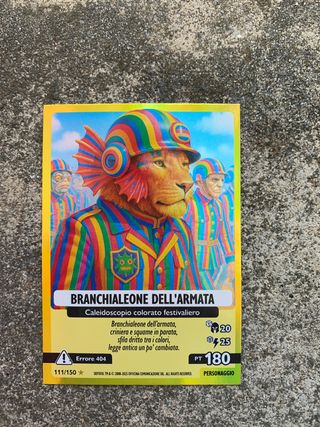 BRANCHIALEONE DELL'ARMATA
Caleidoscopio colorato festivaliero
Branchialeone dell'armata,
criniera e squame in parata,
sfila dritto tra i colori,
legge antica un po' cambiata.
20
25
Errore 404
PT 180
111/150 ★
PERSONAGGIO